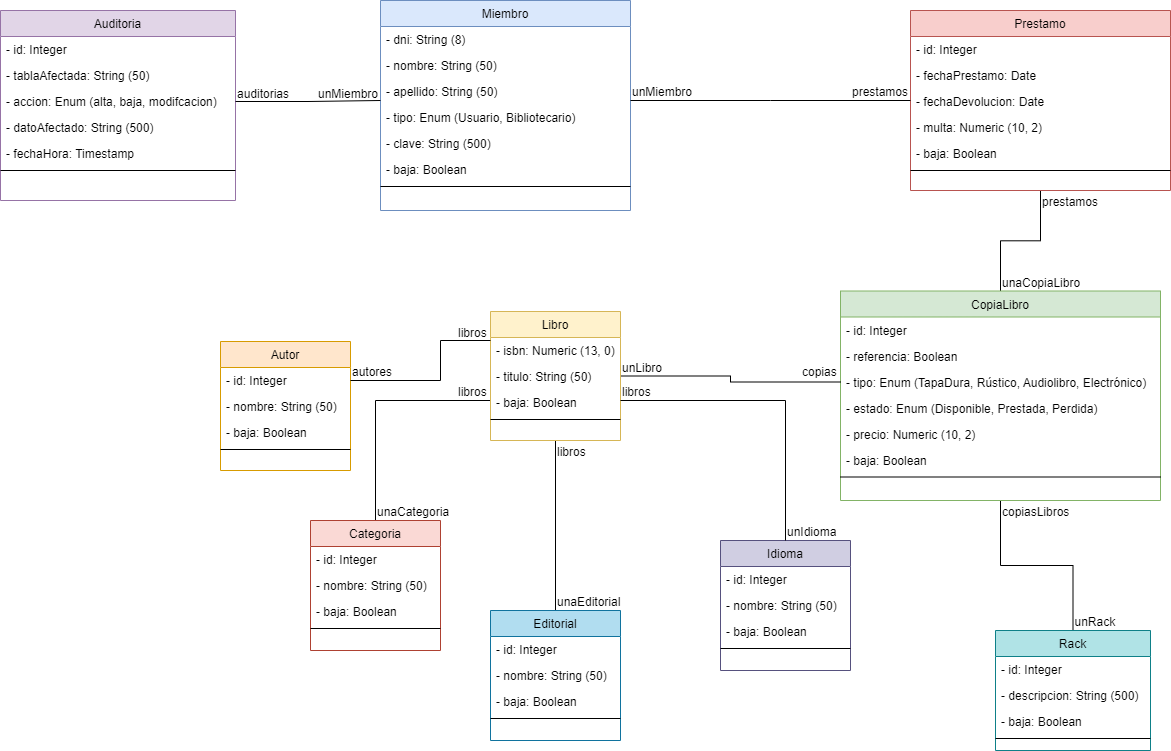 Auditoria
- id: Integer
- tablaAfectada: String (50)
- accion: Enum (alta, baja, modifcacion)
- datoAfectado: String (500)
- fechaHora: Timestamp
auditorias
unMiembro
Miembro
- dni: String (8)
- nombre: String (50)
- apellido: String (50)
- tipo: Enum (Usuario, Bibliotecario)
- clave: String (500)
- baja: Boolean
unMiembro
prestamos
Prestamo
- id: Integer
- fechaPrestamo: Date
- fechaDevolucion: Date
- multa: Numeric (10, 2)
- baja: Boolean
prestamos
unaCopiaLibro
CopiaLibro
- id: Integer
- referencia: Boolean
- tipo: Enum (TapaDura, Rústico, Audiolibro, Electrónico)
- estado: Enum (Disponible, Prestada, Perdida)
- precio: Numeric (10, 2)
- baja: Boolean
Autor
- id: Integer
- nombre: String (50)
- baja: Boolean
autores
libros
libros
Libro
- isbn: Numeric (13, 0)
- titulo: String (50)
- baja: Boolean
unLibro
copias
libros
libros
unaCategoria
Categoria
- id: Integer
- nombre: String (50)
- baja: Boolean
unaEditorial
Editorial
- id: Integer
- nombre: String (50)
- baja: Boolean
unIdioma
Idioma
- id: Integer
- nombre: String (50)
- baja: Boolean
copiasLibros
unRack
Rack
- id: Integer
- descripcion: String (500)
- baja: Boolean